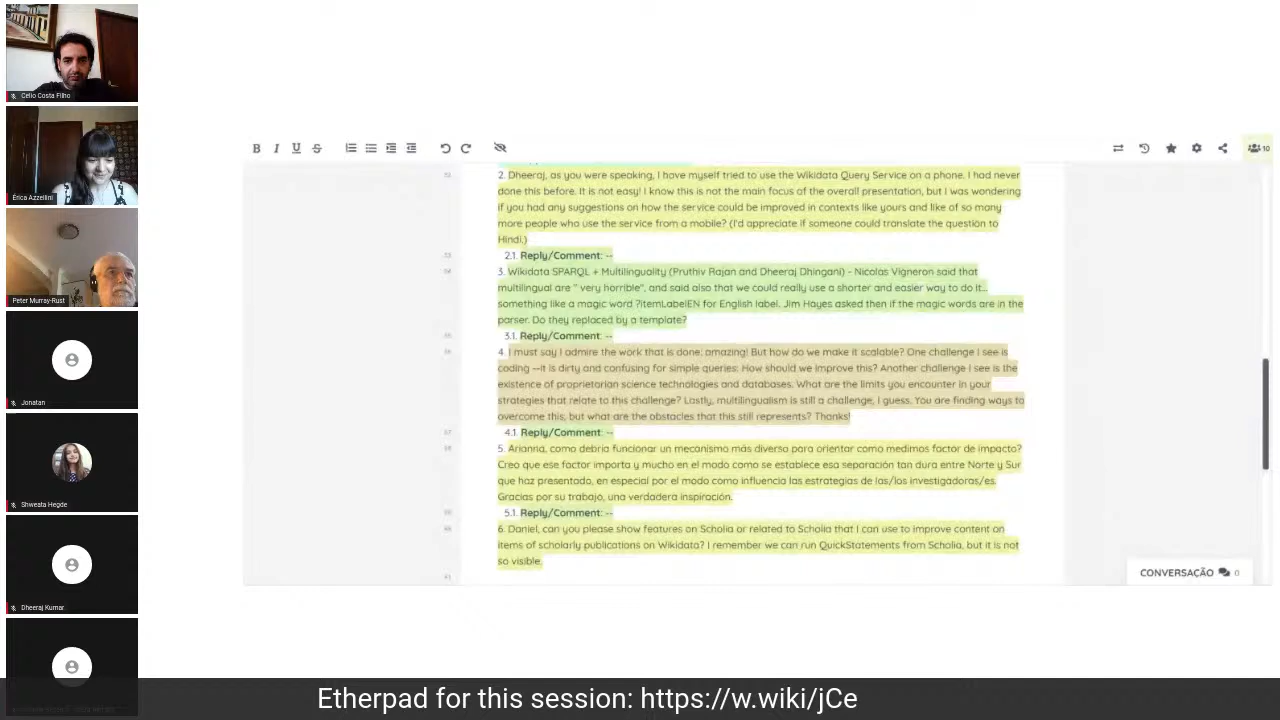 Celio Costa Filho
Érica Azzellini
Peter Murray-Rust
Jonatan
Shweata Hegde
Dheeraj Kumar
B I U S
10
52
2. Dheeraj, as you were speaking, I have myself tried to use the Wikidata Query Service on a phone. I had never
done this before. It is not easy! I know this is not the main focus of the overall presentation, but I was wondering
if you had any suggestions on how the service could be improved in contexts like yours and like of so many
more people who use the service from a mobile? (I'd appreciate if someone could translate the question to
Hindi.)
53
2.1. Reply/Comment: --
54
3. Wikidata SPARQL + Multilinguality (Pruthiv Rajan and Dheeraj Dhingani) - Nicolas Vigneron said that
multilingual are " very horrible", and said also that we could really use a shorter and easier way to do it...
something like a magic word ?itemLabelEN for English label. Jim Hayes asked then if the magic words are in the
parser. Do they replaced by a template?
55
3.1. Reply/Comment: --
56
4. I must say I admire the work that is done: amazing! But how do we make it scalable? One challenge I see is
coding --it is dirty and confusing for simple queries: How should we improve this? Another challenge I see is the
existence of proprietarian science technologies and databases. What are the limits you encounter in your
strategies that relate to this challenge? Lastly, multilingualism is still a challenge, I guess. You are finding ways to
overcome this, but what are the obstacles that this still represents? Thanks!
57
4.1. Reply/Comment: --
58
5. Arianna, como debria funcionar un mecanismo más diverso para orientar como medimos factór de impacto?
Creo que ese factor importa y mucho en el modo como se establece esa separación tan dura entre Norte y Sur
que haz presentado, en especial por el modo como influencia las estrategias de las/los investigadoras/es.
Gracias por su trabajo, una verdadera inspiración.
5.1. Reply/Comment: --
6. Daniel, can you please show features on Scholia or related to Scholia that I can use to improve content on
items of scholarly publications on Wikidata? I remember we can run QuickStatements from Scholia, but it is not
so visible.
CONVERSAÇÃO 0
Etherpad for this session: https://w.wiki/jCe